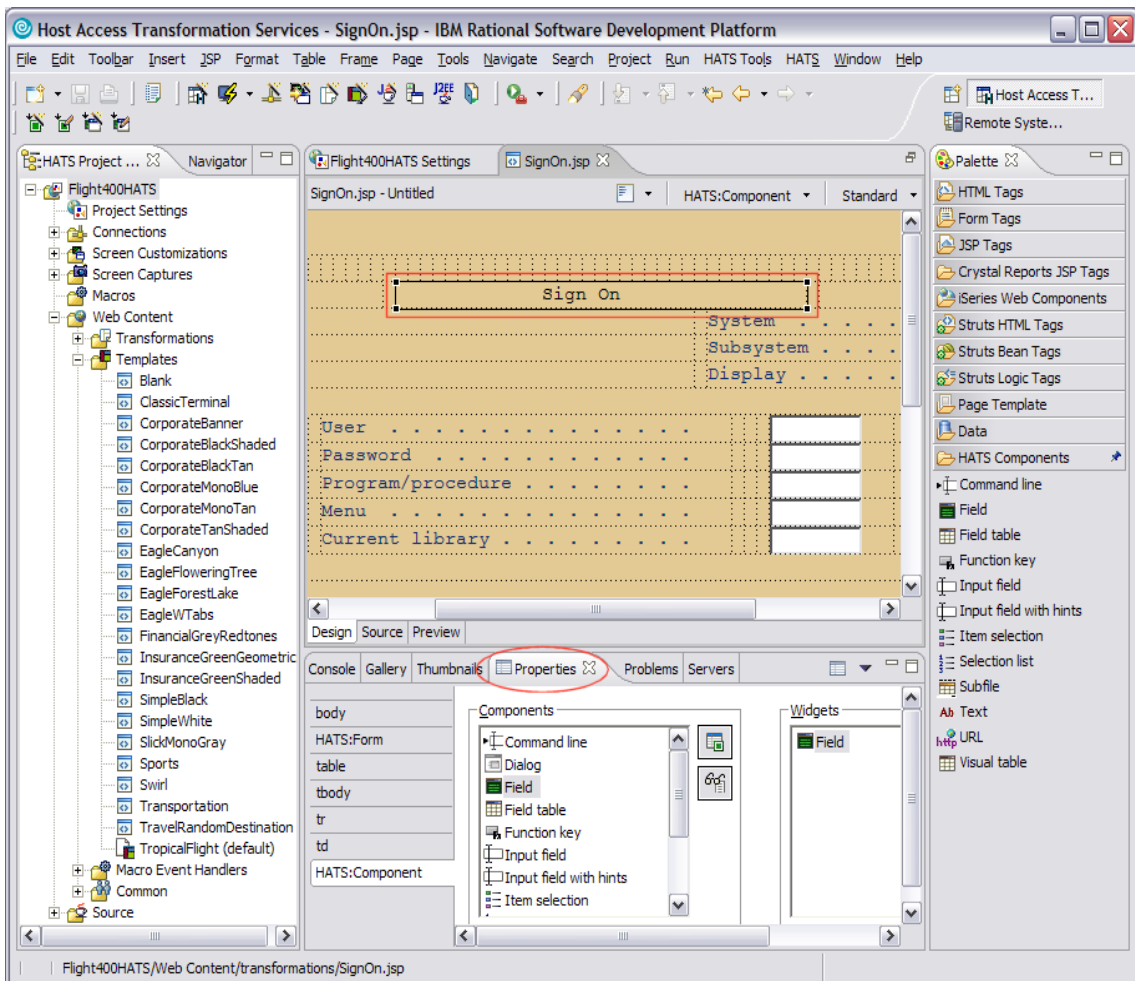 Host Access Transformation Services - SignOn.jsp - IBM Rational Software Development Platform
File Edit Toolbar Insert JSP Format Table Frame Page Tools Navigate Search Project Run HATS Tools HATS Window Help
Host Access T...
Remote Syste...
HATS Project ... Navigator
Flight400HATS
Project Settings
Connections
Screen Customizations
Screen Captures
Macros
Web Content
Transformations
Templates
Blank
ClassicTerminal
CorporateBanner
CorporateBlackShaded
CorporateBlackTan
CorporateMonoBlue
CorporateMonoTan
CorporateTanShaded
EagleCanyon
EagleFloweringTree
EagleForestLake
EagleWTabs
FinancialGreyRedtones
InsuranceGreenGeometric
InsuranceGreenShaded
SimpleBlack
SimpleWhite
SlickMonoGray
Sports
Swirl
Transportation
TravelRandomDestination
TropicalFlight (default)
Macro Event Handlers
Common
Source
Flight400HATS Settings SignOn.jsp
SignOn.jsp - Untitled HATS:Component Standard
Sign On
System . . . . .
Subsystem . . . .
Display . . . . .
User . . . . . . . . . . . . . .
Password . . . . . . . . . . . .
Program/procedure . . . . . . . .
Menu . . . . . . . . . . . . . .
Current library . . . . . . . . .
Design Source Preview
Console Gallery Thumbnails Properties Problems Servers
body
HATS:Form
table
tbody
tr
td
HATS:Component
Components
Command line
Dialog
Field
Field table
Function key
Input field
Input field with hints
Item selection
Widgets
Field
Palette
HTML Tags
Form Tags
JSP Tags
Crystal Reports JSP Tags
iSeries Web Components
Struts HTML Tags
Struts Bean Tags
Struts Logic Tags
Page Template
Data
HATS Components
Command line
Field
Field table
Function key
Input field
Input field with hints
Item selection
Selection list
Subfile
Ab Text
http URL
Visual table
Flight400HATS/Web Content/transformations/SignOn.jsp